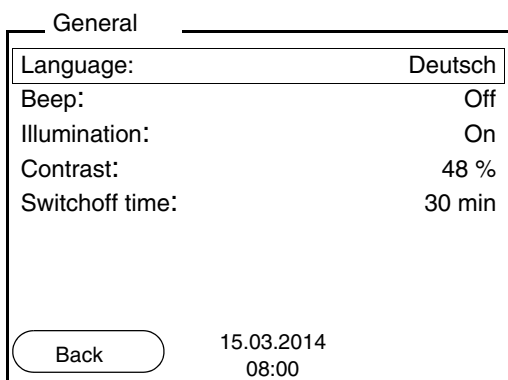 General
Language: Deutsch
Beep: Off
Illumination: On
Contrast: 48 %
Switchoff time: 30 min
Back
15.03.2014
08:00